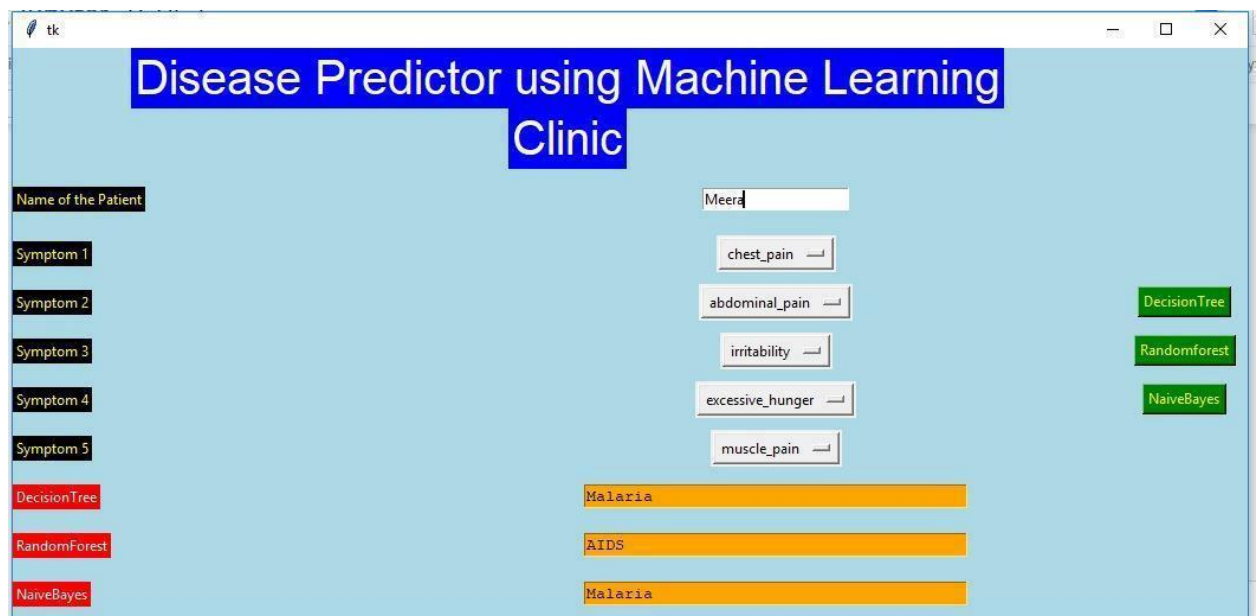 tk
Disease Predictor using Machine Learning
Clinic
Name of the Patient Meera
Symptom 1 chest_pain
Symptom 2 abdominal_pain DecisionTree
Symptom 3 irritability Randomforest
Symptom 4 excessive_hunger NaiveBayes
Symptom 5 muscle_pain
DecisionTree Malaria
RandomForest AIDS
NaiveBayes Malaria